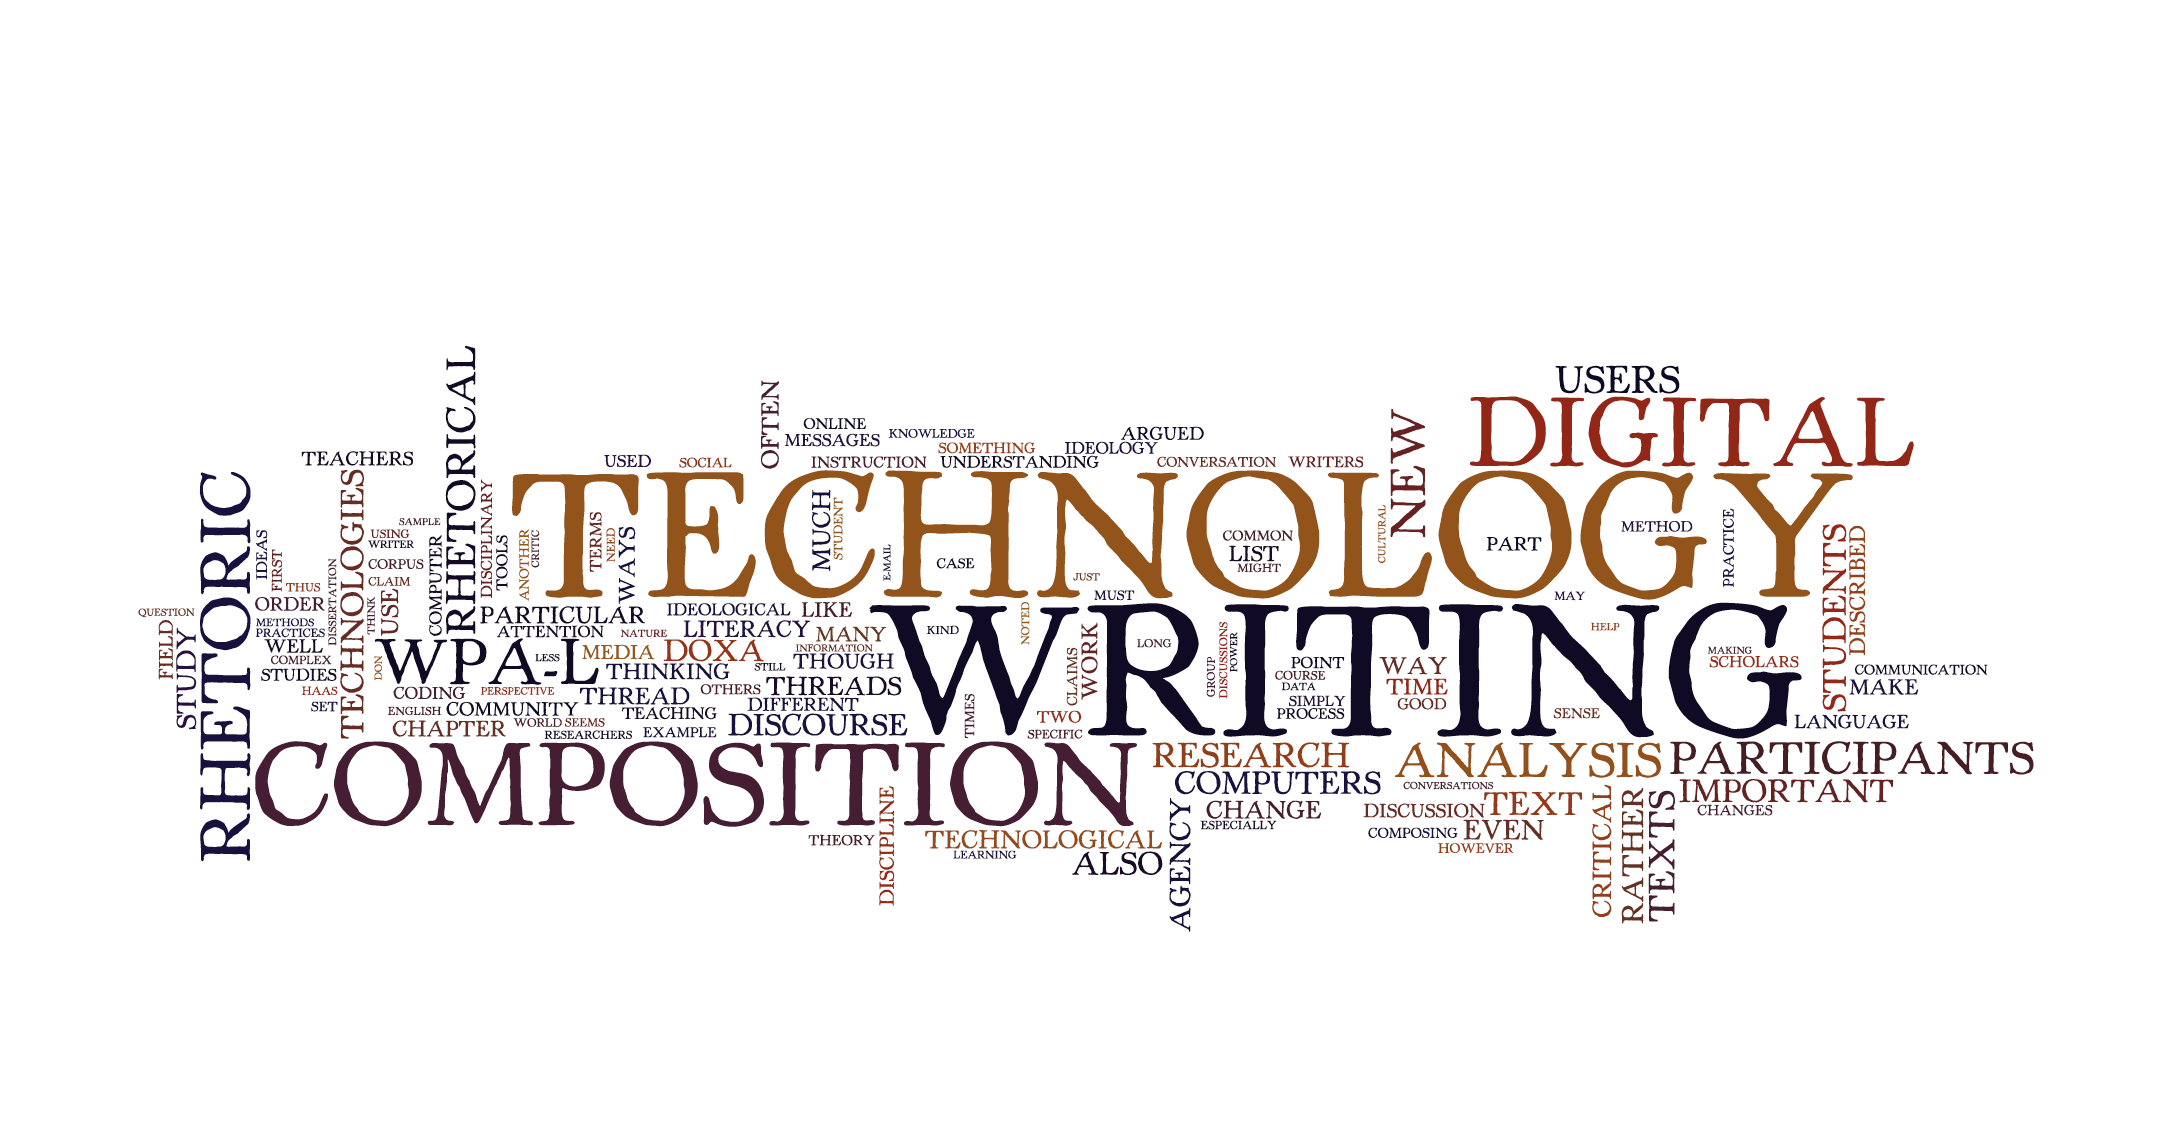 RHETORICAL
USERS
OFTEN
DIGITAL
NEW
ONLINE
MESSAGES
KNOWLEDGE
ARGUED
SOMETHING
IDEOLOGY
TEACHERS
USED
SOCIAL
INSTRUCTION
UNDERSTANDING
CONVERSATION
WRITERS
RHETORIC
TECHNOLOGIES
TECHNOLOGY
DISCIPLINARY
MUCH
STUDENT
CULTURAL
SAMPLE
USING
WRITER
CORPUS
CLAIM
COMPUTER
TOOLS
ANOTHER
CRITIC
TERMS
NEED
WAYS
E-MAIL
CASE
COMMON
LIST
MIGHT
PART
METHOD
PRACTICE
STUDENTS
DESCRIBED
IDEAS
FIRST
THUS
DISSERTATION
THINK
USE
JUST
MUST
MAY
QUESTION
ORDER
METHODS
PRACTICES
WELL
COMPLEX
STUDIES
HAAS
SET
FIELD
STUDY
PARTICULAR
ATTENTION
IDEOLOGICAL
LIKE
NATURE
LITERACY
MANY
INFORMATION
WRITING
KIND
NOTED
LONG
HELP
DON
WPA-L
LESS
MEDIA
DOXA
STILL
THOUGH
THINKING
CODING
PERSPECTIVE
THREAD
OTHERS
THREADS
ENGLISH
COMMUNITY
TEACHING
DIFFERENT
CHAPTER
WORLD
SEEMS
RESEARCHERS
EXAMPLE
DISCOURSE
TIMES
CLAIMS
WORK
TWO
SPECIFIC
GROUP
DISCUSSIONS
POWER
POINT
COURSE
DATA
SIMPLY
PROCESS
WAY
TIME
GOOD
SENSE
MAKING
SCHOLARS
COMMUNICATION
MAKE
LANGUAGE
COMPOSITION
RESEARCH
COMPUTERS
CHANGE
ESPECIALLY
ANALYSIS
PARTICIPANTS
CONVERSATIONS
IMPORTANT
CHANGES
DISCUSSION
TEXT
COMPOSING
EVEN
HOWEVER
THEORY
DISCIPLINE
TECHNOLOGICAL
LEARNING
ALSO
AGENCY
CRITICAL
RATHER
TEXTS